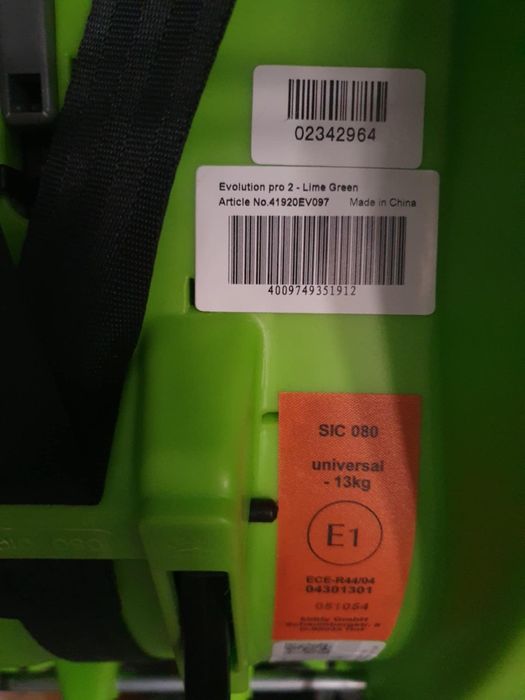 02342964
Evolution pro 2 - Lime Green
Article No.41920EV097 Made in China
4009749351912
SIC 080
universal
- 13kg
E1
ECE-R44/04
04301301
051054
GmbH